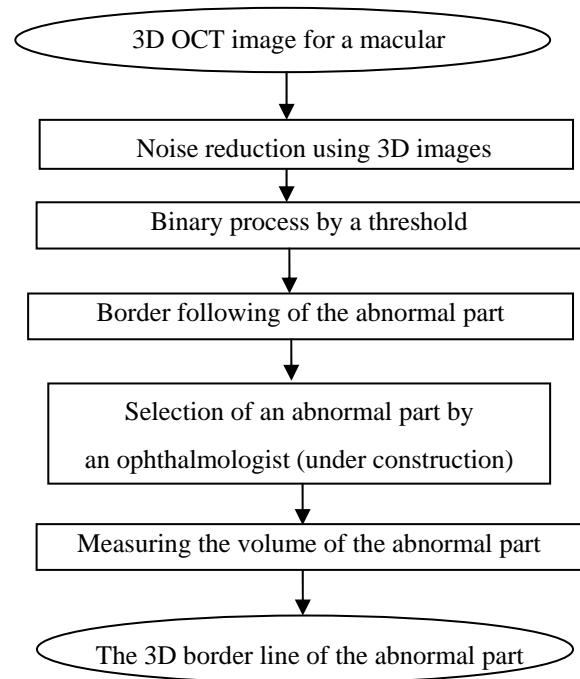 3D OCT image for a macular
Noise reduction using 3D images
Binary process by a threshold
Border following of the abnormal part
Selection of an abnormal part by
an ophthalmologist (under construction)
Measuring the volume of the abnormal part
The 3D border line of the abnormal part